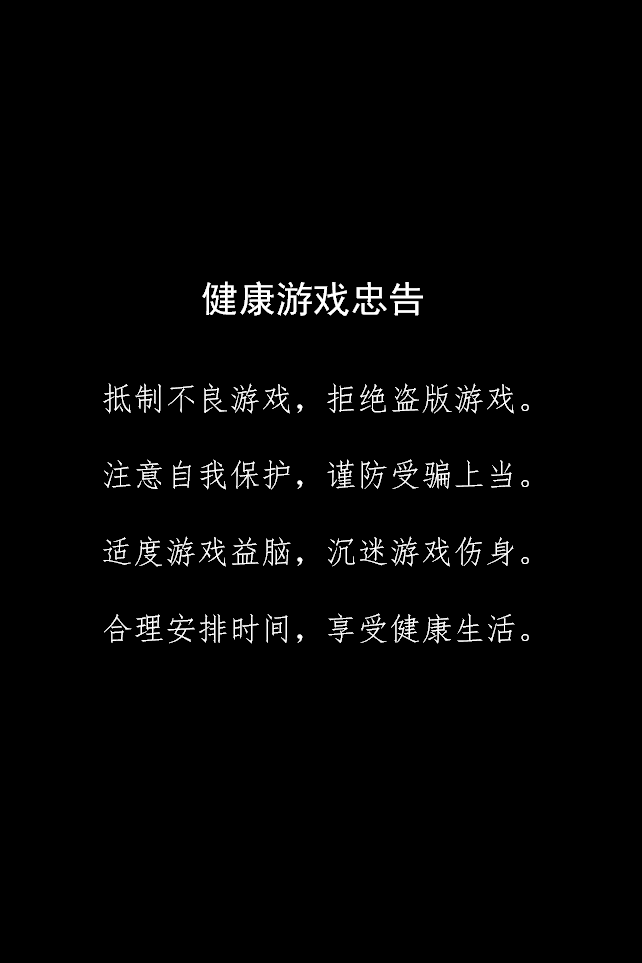 健康游戏忠告
抵制不良游戏，拒绝盗版游戏。
注意自我保护，谨防受骗上当。
适度游戏益脑，沉迷游戏伤身。
合理安排时间，享受健康生活。